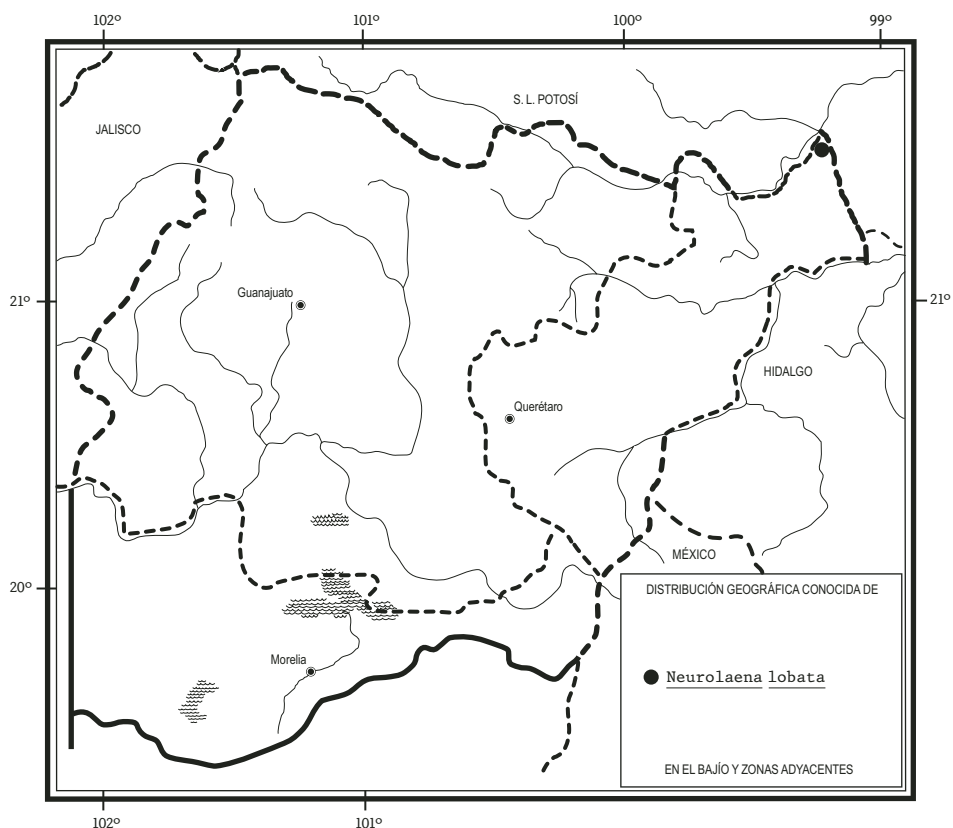 102º 101º 100º 99º
S. L. POTOSÍ
JALISCO
Guanajuato
21º 21º
HIDALGO
Querétaro
MÉXICO
20º
DISTRIBUCIÓN GEOGRÁFICA CONOCIDA DE
Morelia
Neurolaena lobata
EN EL BAJÍO Y ZONAS ADYACENTES
102º 101º